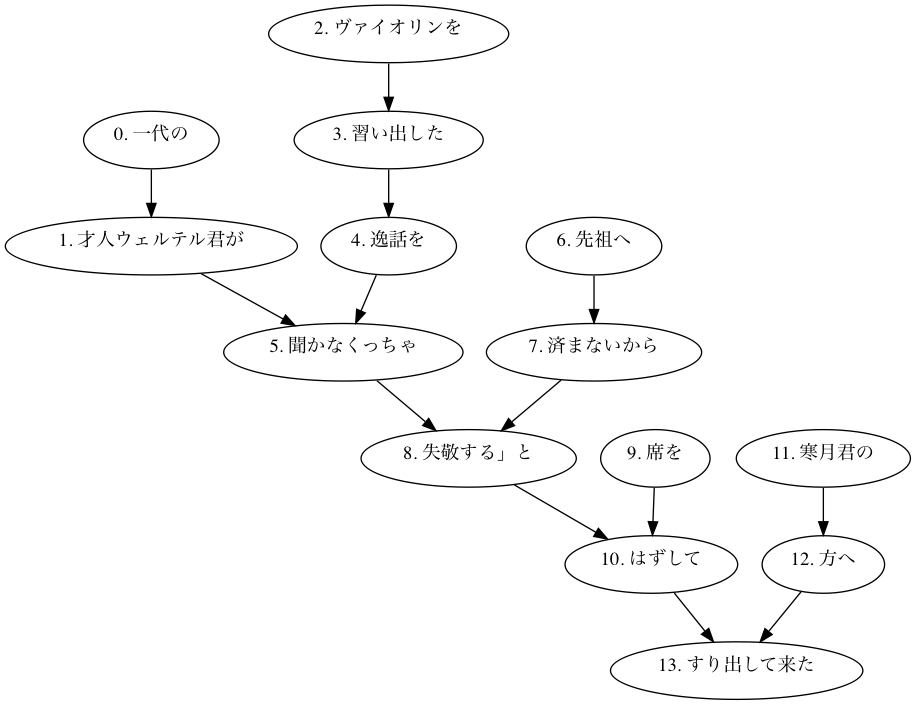 0. 一代の
1. 才人ウェルテル君が
2. ヴァイオリンを
3. 習い出した
4. 逸話を
5. 聞かなくっちゃ
6. 先祖へ
7. 済まないから
8. 失敬する」と
9. 席を
10. はずして
11. 寒月君の
12. 方へ
13. すり出して来た